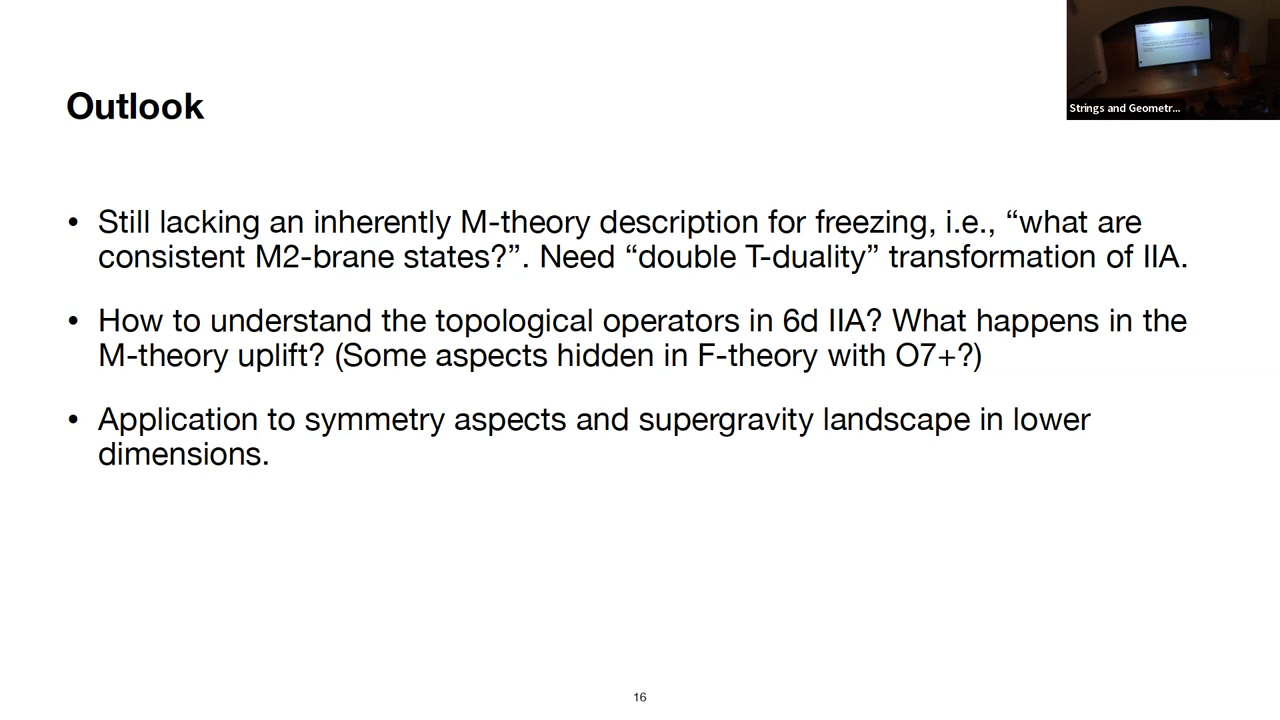 Strings and Geometr...
Outlook
• Still lacking an inherently M-theory description for freezing, i.e., “what are
consistent M2-brane states?”. Need “double T-duality” transformation of IIA.
• How to understand the topological operators in 6d IIA? What happens in the
M-theory uplift? (Some aspects hidden in F-theory with O7+?)
• Application to symmetry aspects and supergravity landscape in lower
dimensions.
16